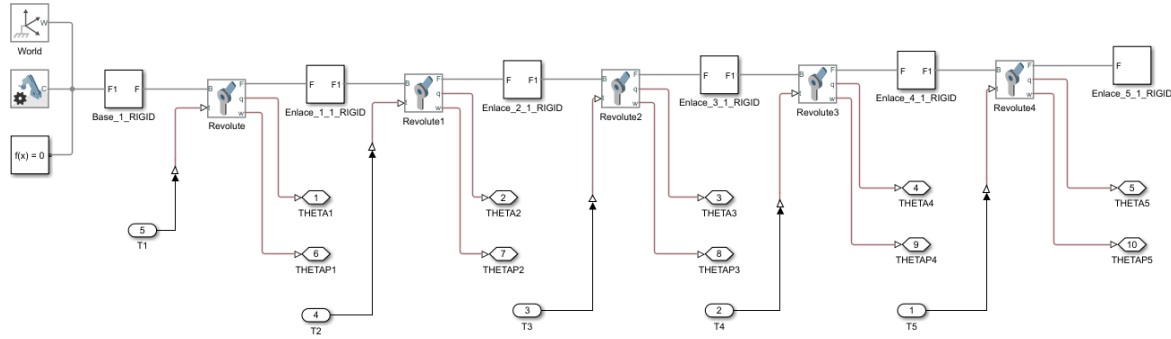 World
W
C
f(x) = 0
F1 F
Base_1_RIGID
B F
q
t
w
Revolute
F F1
Enlace_1_1_RIGID
B F
q
t
w
Revolute1
F F1
Enlace_2_1_RIGID
B F
q
t
w
Revolute2
F F1
Enlace_3_1_RIGID
B F
q
t
w
Revolute3
F F1
Enlace_4_1_RIGID
B F
q
t
w
Revolute4
F
Enlace_5_1_RIGID
1
THETA1
2
THETA2
3
THETA3
4
THETA4
5
THETA5
5
T1
6
THETAP1
7
THETAP2
8
THETAP3
9
THETAP4
10
THETAP5
4
T2
3
T3
2
T4
1
T5